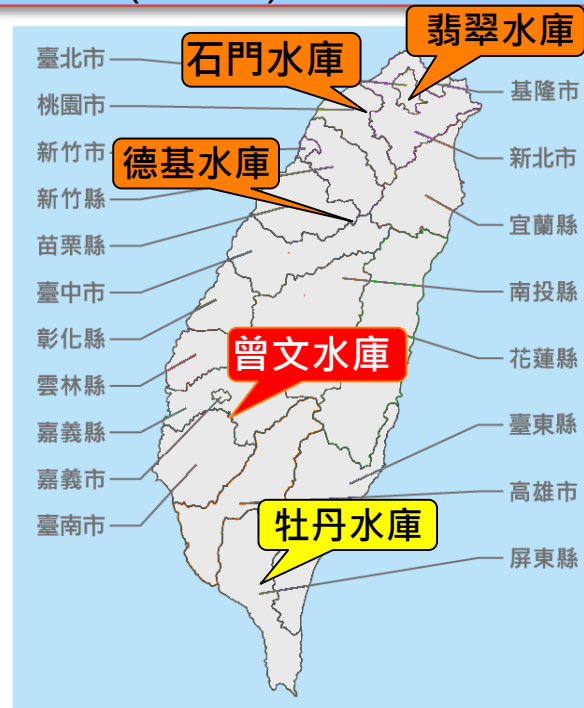 翡翠水庫
石門水庫
德基水庫
曾文水庫
牡丹水庫
臺北市
桃園市
新竹市
新竹縣
苗栗縣
臺中市
彰化縣
雲林縣
嘉義縣
嘉義市
臺南市
基隆市
新北市
宜蘭縣
南投縣
花蓮縣
臺東縣
高雄市
屏東縣